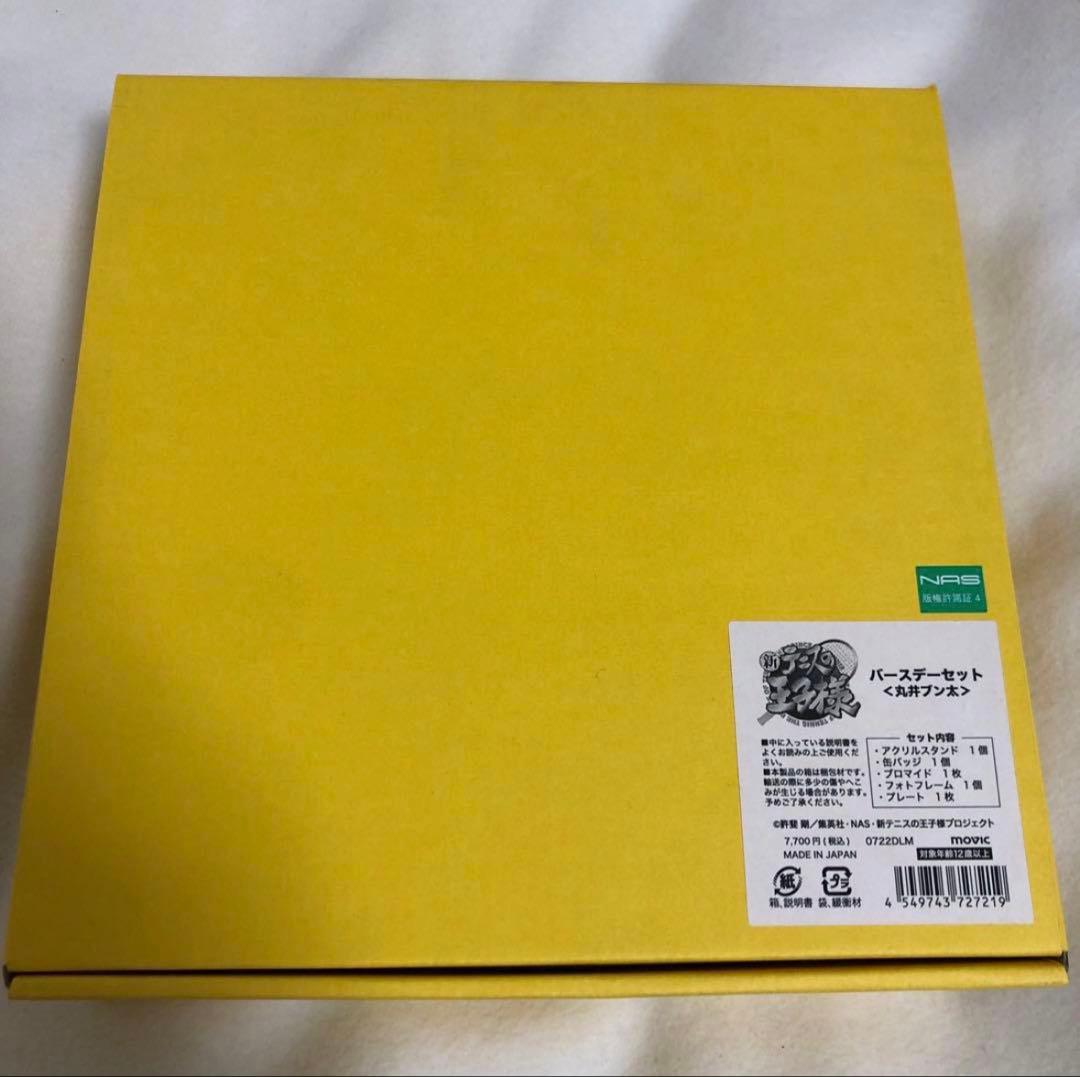 NAS
版権許諾証 4
新テニスの
王子様
バースデーセット
<丸井ブン太>
■中に入っている説明書を
よくお読みの上ご使用くだ
さい。
■本製品の箱は梱包材です。
輸送の際に多少の傷やへこ
みが生じる場合があります。
予めご了承ください。
セット内容
・アクリルスタンド 1個
・缶バッジ 1個
・ブロマイド 1枚
・フォトフレーム 1個
・プレート 1枚
©許斐 剛／集英社・NAS・新テニスの王子様プロジェクト
7,700円(税込) 0722DLM movic
MADE IN JAPAN 対象年齢12歳以上
紙 プラ
箱、説明書 袋、緩衝材
4 549743 727219